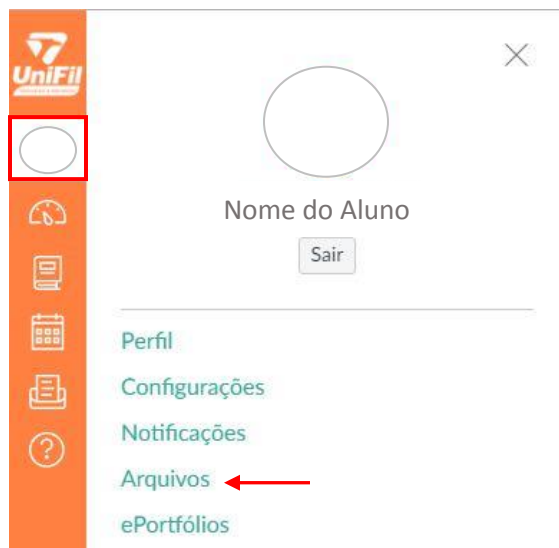 UniFil
Nome do Aluno
Sair
Perfil
Configurações
Notificações
Arquivos
ePortfólios